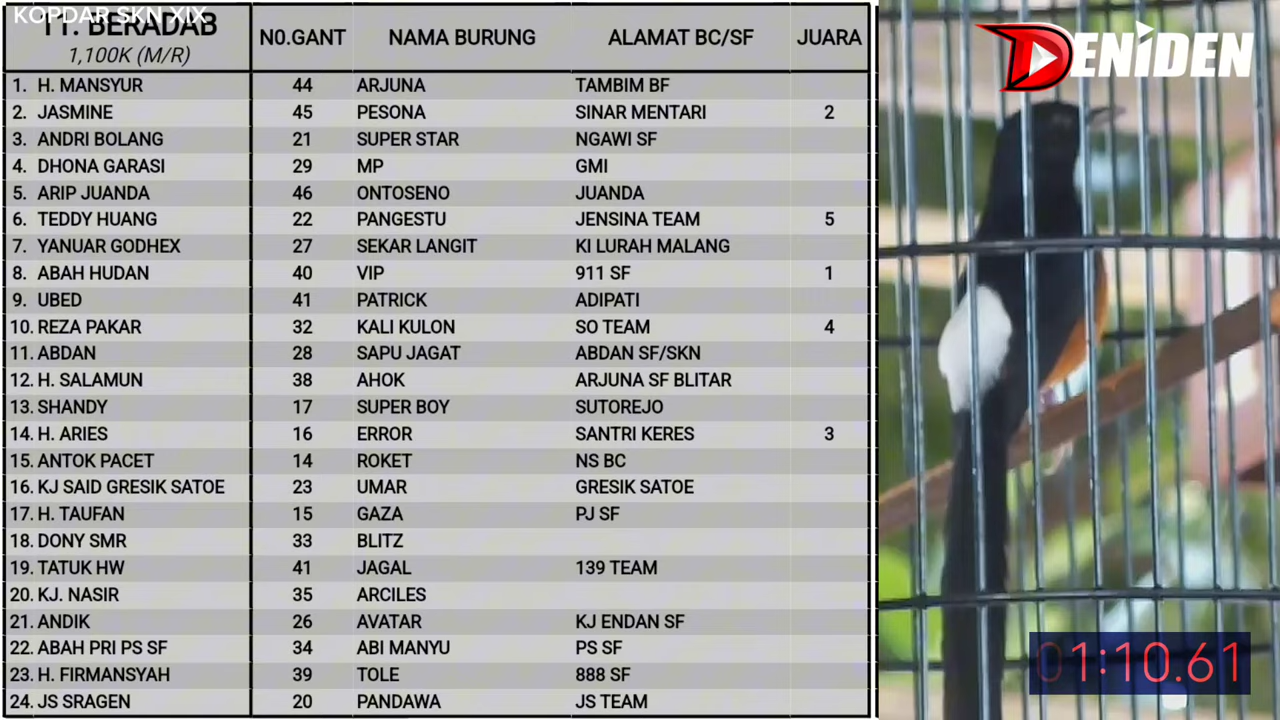 KOPDAR SKN XIX
11. BERADAB
1,100K (M/R)
N0.GANT NAMA BURUNG ALAMAT BC/SF JUARA
1. H. MANSYUR 44 ARJUNA TAMBIM BF
2. JASMINE 45 PESONA SINAR MENTARI 2
3. ANDRI BOLANG 21 SUPER STAR NGAWI SF
4. DHONA GARASI 29 MP GMI
5. ARIP JUANDA 46 ONTOSENO JUANDA
6. TEDDY HUANG 22 PANGESTU JENSINA TEAM 5
7. YANUAR GODHEX 27 SEKAR LANGIT KI LURAH MALANG
8. ABAH HUDAN 40 VIP 911 SF 1
9. UBED 41 PATRICK ADIPATI
10. REZA PAKAR 32 KALI KULON SO TEAM 4
11. ABDAN 28 SAPU JAGAT ABDAN SF/SKN
12. H. SALAMUN 38 AHOK ARJUNA SF BLITAR
13. SHANDY 17 SUPER BOY SUTOREJO
14. H. ARIES 16 ERROR SANTRI KERES 3
15. ANTOK PACET 14 ROKET NS BC
16. KJ SAID GRESIK SATOE 23 UMAR GRESIK SATOE
17. H. TAUFAN 15 GAZA PJ SF
18. DONY SMR 33 BLITZ
19. TATUK HW 41 JAGAL 139 TEAM
20. KJ. NASIR 35 ARCILES
21. ANDIK 26 AVATAR KJ ENDAN SF
22. ABAH PRI PS SF 34 ABI MANYU PS SF
23. H. FIRMANSYAH 39 TOLE 888 SF
24. JS SRAGEN 20 PANDAWA JS TEAM
DENIDEN
01:10.61